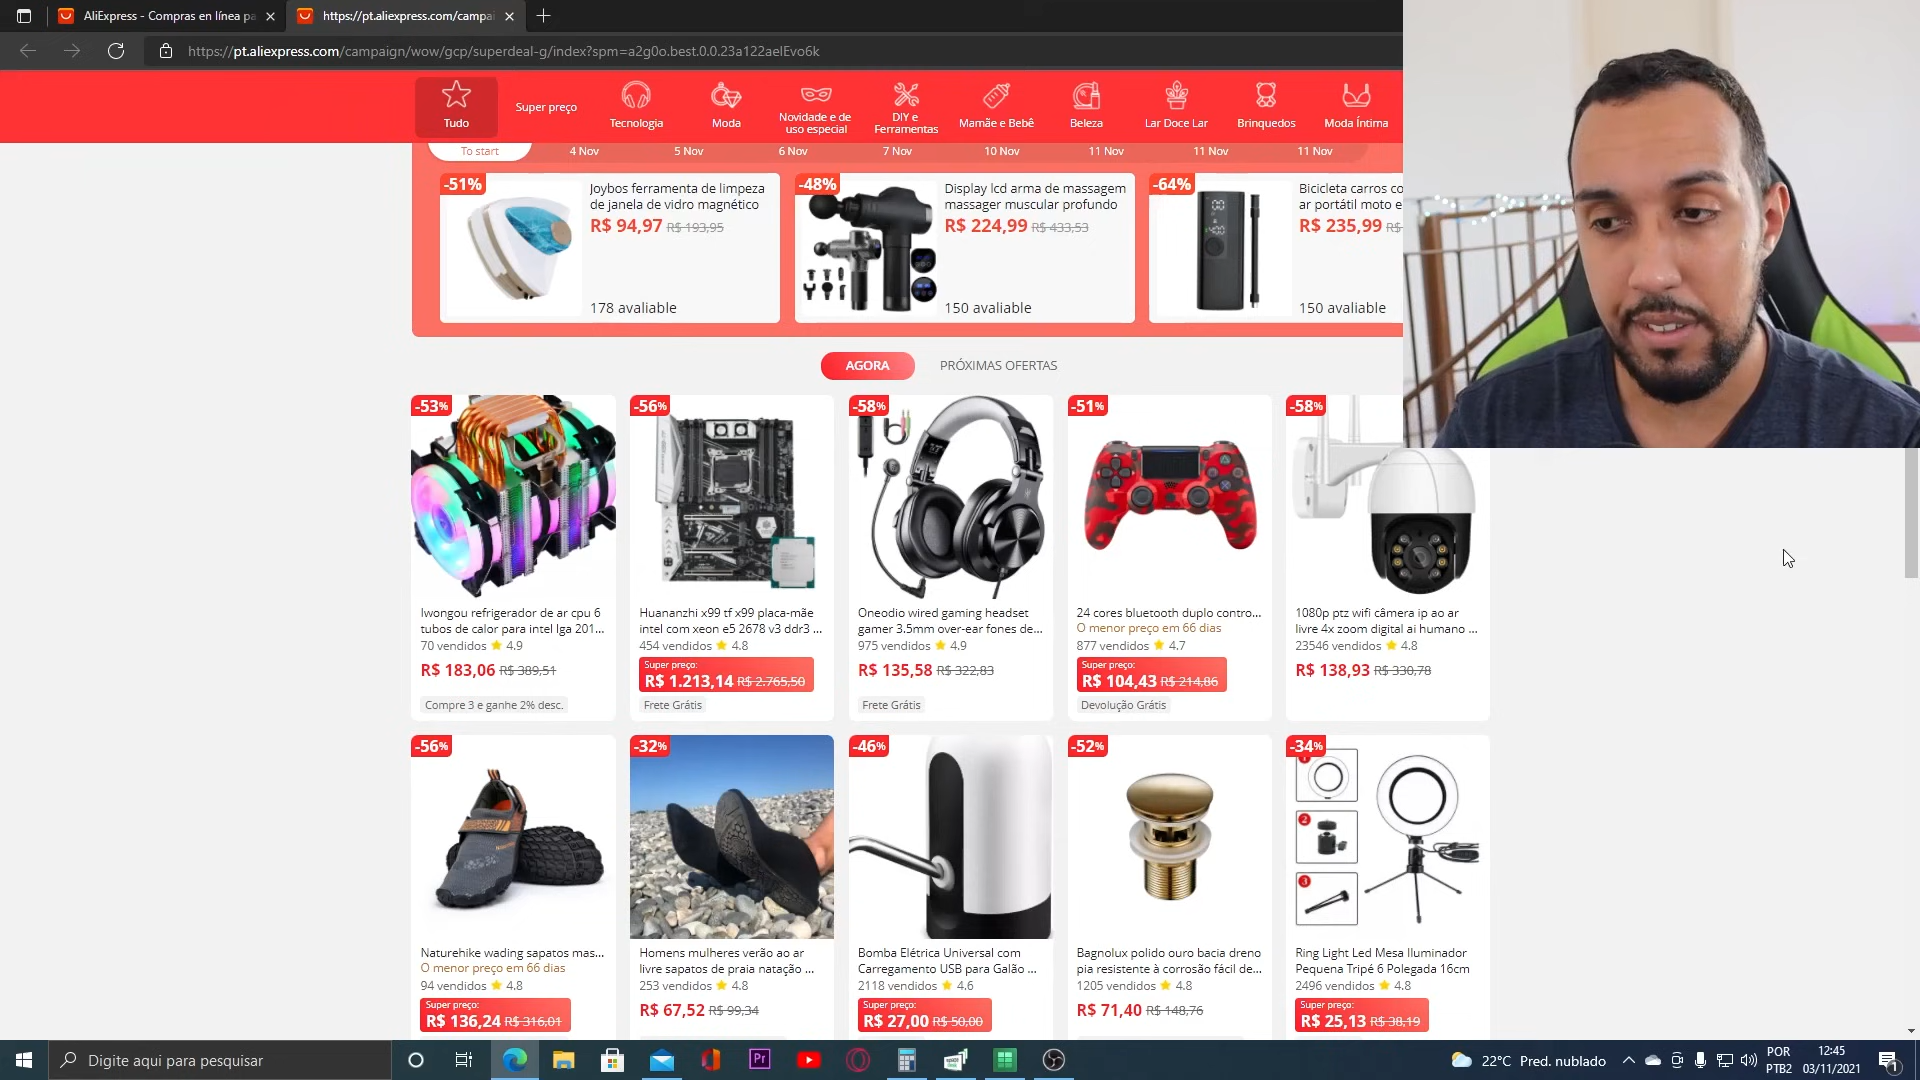 AliExpress - Compras en línea pa
https://pt.aliexpress.com/campai
https://pt.aliexpress.com/campaign/wow/gcp/superdeal-g/index?spm=a2g0o.best.0.0.23a122aelEvo6k
Tudo
Super preço
Tecnologia
Moda
Novidade e de
uso especial
DIY e
Ferramentas
Mamãe e Bebê
Beleza
Lar Doce Lar
Brinquedos
Moda Íntima
To start
4 Nov
5 Nov
6 Nov
7 Nov
10 Nov
11 Nov
11 Nov
11 Nov
-51%
Joybos ferramenta de limpeza
de janela de vidro magnético
R$ 94,97 R$ 193,95
178 avaliable
-48%
Display lcd arma de massagem
massager muscular profundo
R$ 224,99 R$ 433,53
150 avaliable
-64%
Bicicleta carros co
ar portátil moto e
R$ 235,99 R$
150 avaliable
AGORA
PRÓXIMAS OFERTAS
-53%
Iwongou refrigerador de ar cpu 6
tubos de calor para intel lga 201...
70 vendidos 4.9
R$ 183,06 R$ 389,51
Compre 3 e ganhe 2% desc.
-56%
Huananzhi x99 tf x99 placa-mãe
intel com xeon e5 2678 v3 ddr3 ...
454 vendidos 4.8
Super preço:
R$ 1.213,14 R$ 2.765,50
Frete Grátis
-58%
Oneodio wired gaming headset
gamer 3.5mm over-ear fones de...
975 vendidos 4.9
R$ 135,58 R$ 322,83
Frete Grátis
-51%
24 cores bluetooth duplo contro...
O menor preço em 66 dias
877 vendidos 4.7
Super preço:
R$ 104,43 R$ 214,86
Devolução Grátis
-58%
1080p ptz wifi câmera ip ao ar
livre 4x zoom digital ai humano ...
23546 vendidos 4.8
R$ 138,93 R$ 330,78
-56%
Naturehike wading sapatos mas...
O menor preço em 66 dias
94 vendidos 4.8
Super preço:
R$ 136,24 R$ 316,01
-32%
Homens mulheres verão ao ar
livre sapatos de praia natação ...
253 vendidos 4.8
R$ 67,52 R$ 99,34
-46%
Bomba Elétrica Universal com
Carregamento USB para Galão ...
2118 vendidos 4.6
Super preço:
R$ 27,00 R$ 50,00
-52%
Bagnolux polido ouro bacia dreno
pia resistente à corrosão fácil de...
1205 vendidos 4.8
R$ 71,40 R$ 148,76
-34%
1
2
3
Ring Light Led Mesa Iluminador
Pequena Tripé 6 Polegada 16cm
2496 vendidos 4.8
Super preço:
R$ 25,13 R$ 38,19
Digite aqui para pesquisar
Pr
22°C Pred. nublado
POR
PTB2
12:45
03/11/2021
1